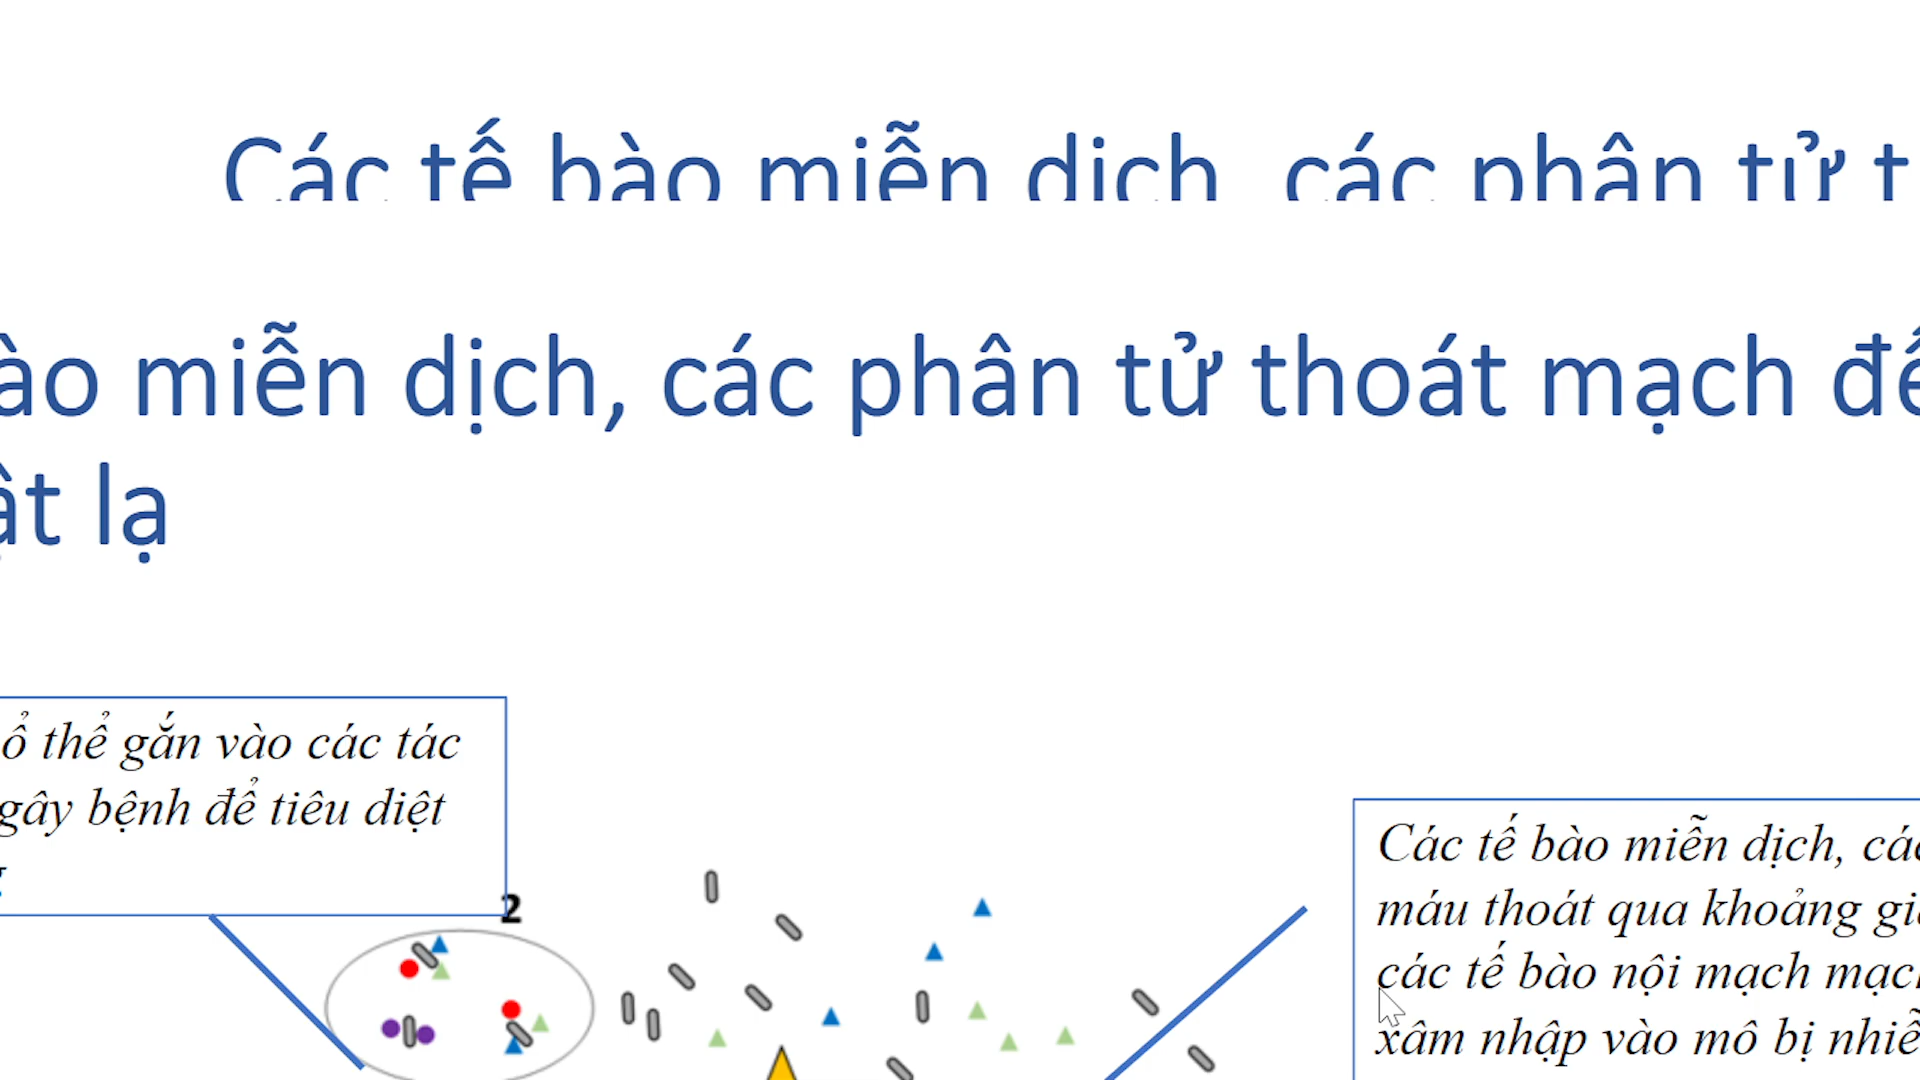 Các tế bào miễn dịch, các phân tử t
ào miễn dịch, các phân tử thoát mạch để
ật lạ
ổ thể gắn vào các tác
gây bệnh để tiêu diệt
2
Các tế bào miễn dịch, các
máu thoát qua khoảng gi
các tế bào nội mạch mạch
xâm nhập vào mô bị nhiễ